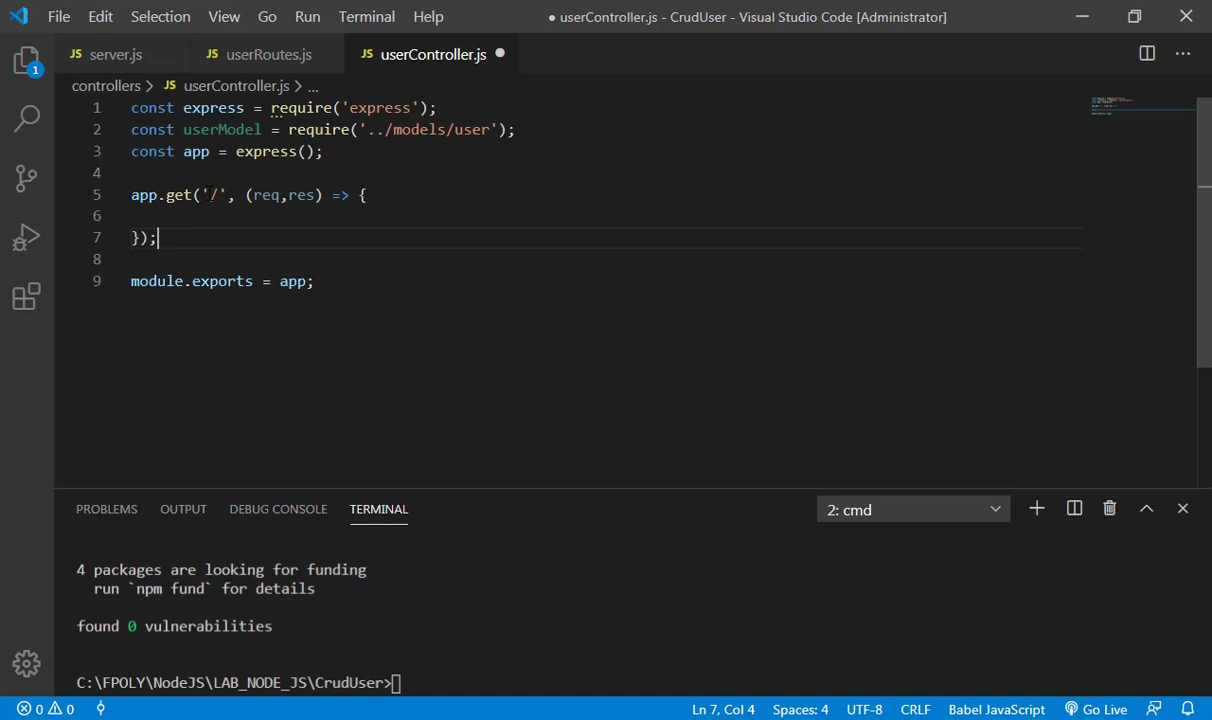 File Edit Selection View Go Run Terminal Help ● userController.js - CrudUser - Visual Studio Code [Administrator]
JS server.js JS userRoutes.js JS userController.js
controllers > JS userController.js > ...
1 const express = require('express');
2 const userModel = require('../models/user');
3 const app = express();
4
5 app.get('/', (req,res) => {
6
7 });
8
9 module.exports = app;
PROBLEMS OUTPUT DEBUG CONSOLE TERMINAL 2: cmd
4 packages are looking for funding
run `npm fund` for details
found 0 vulnerabilities
C:\FPOLY\NodeJS\LAB_NODE_JS\CrudUser>
0 0 Ln 7, Col 4 Spaces: 4 UTF-8 CRLF Babel JavaScript Go Live
1